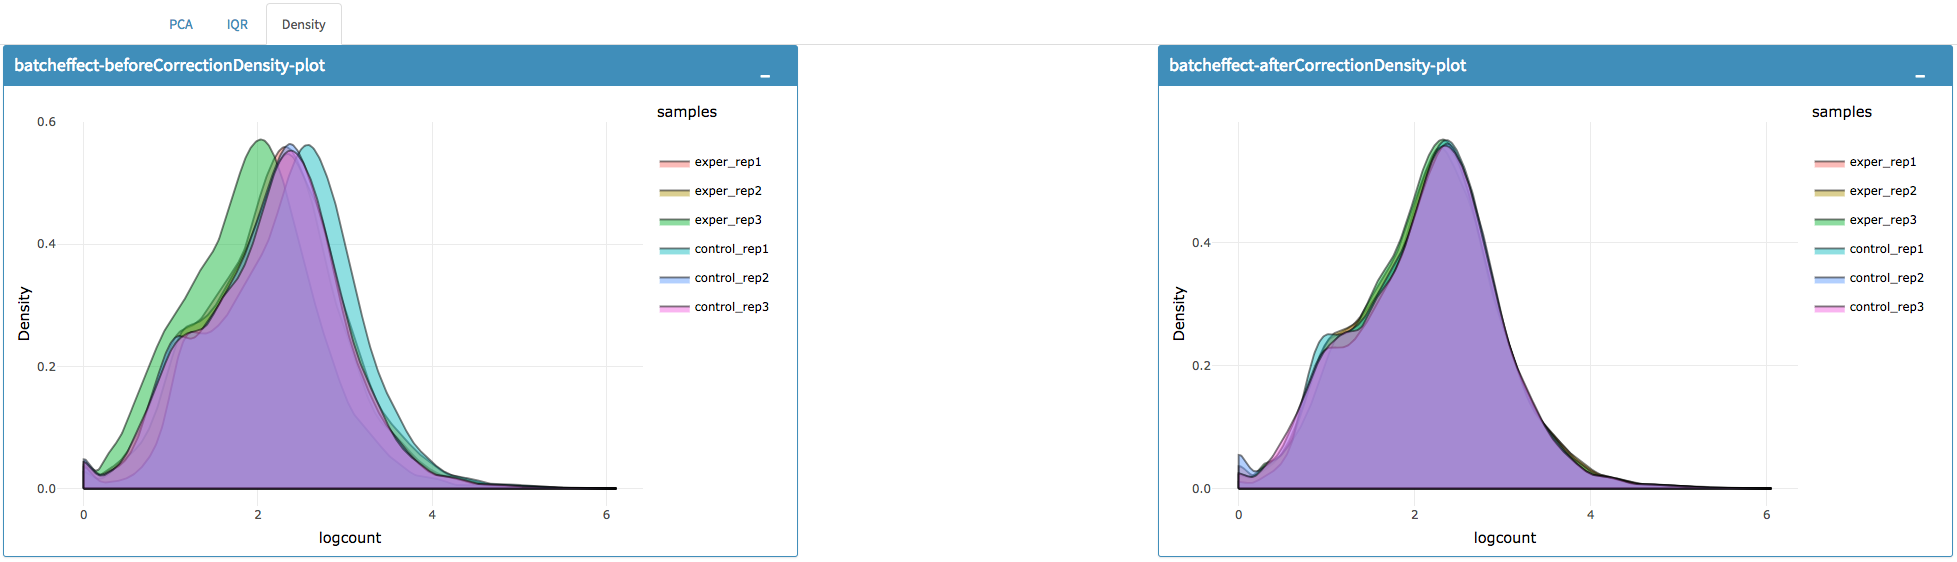 PCA IQR Density
batcheffect-beforeCorrectionDensity-plot
samples
0.6
exper_rep1
exper_rep2
exper_rep3
0.4
control_rep1
control_rep2
control_rep3
Density
0.2
0.0
0 2 4 6
logcount
batcheffect-afterCorrectionDensity-plot
samples
exper_rep1
exper_rep2
exper_rep3
0.4
control_rep1
control_rep2
control_rep3
Density
0.2
0.0
0 2 4 6
logcount